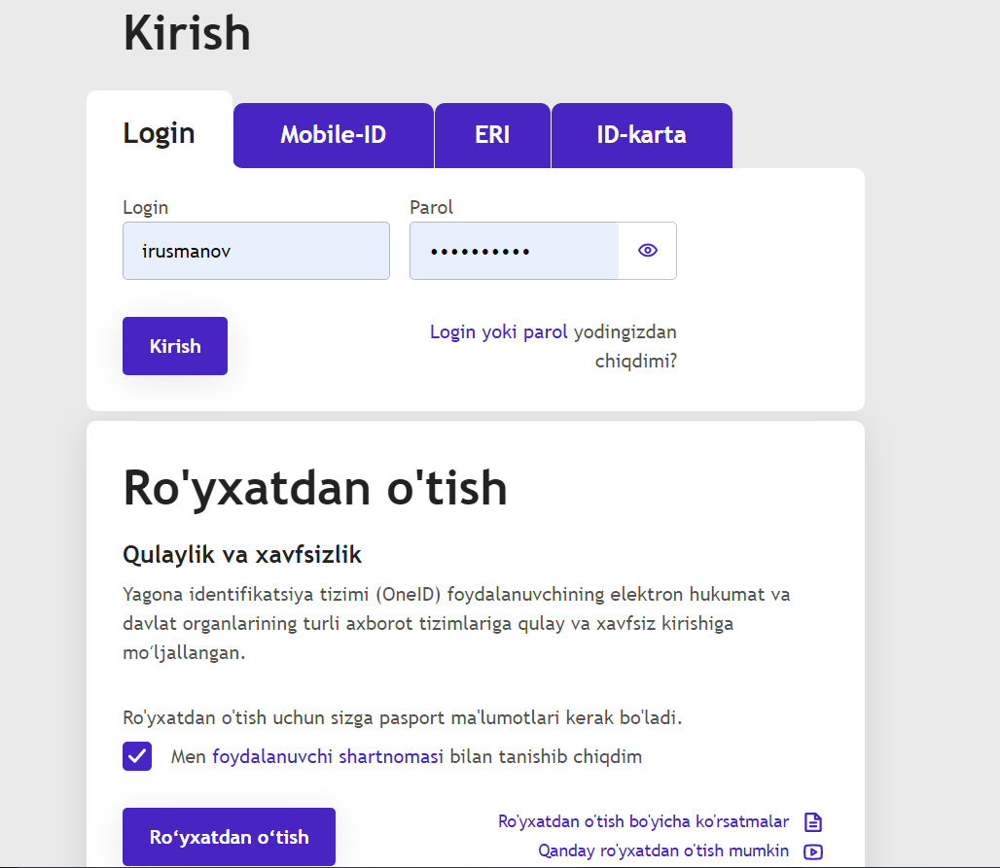 Kirish
Login
Mobile-ID
ERI
ID-karta
Login
Parol
irusmanov
••••••••••
Kirish
Login yoki parol yodingizdan
chiqdimi?
Ro'yxatdan o'tish
Qulaylik va xavfsizlik
Yagona identifikatsiya tizimi (OneID) foydalanuvchining elektron hukumat va
davlat organlarining turli axborot tizimlariga qulay va xavfsiz kirishiga
moʻljallangan.
Ro'yxatdan o'tish uchun sizga pasport ma'lumotlari kerak bo'ladi.
Men foydalanuvchi shartnomasi bilan tanishib chiqdim
Ro‘yxatdan o‘tish
Ro'yxatdan o'tish bo'yicha ko'rsatmalar
Qanday ro'yxatdan o'tish mumkin